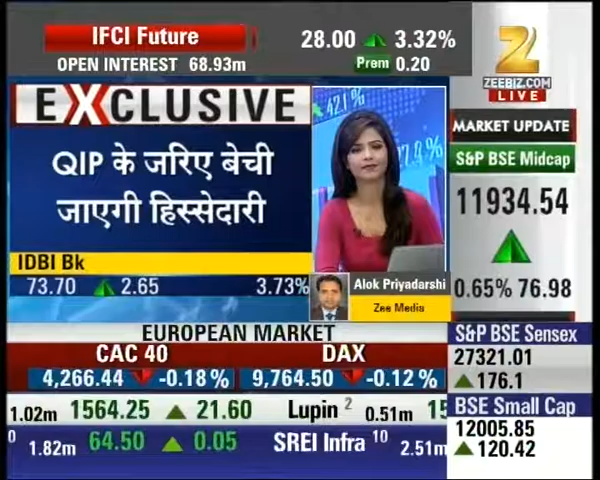 IFCI Future
28.00 3.32%
OPEN INTEREST 68.93m
Prem 0.20
ZEEBIZ.COM
LIVE
EXCLUSIVE
QIP के जरिए बेची
जाएगी हिस्सेदारी
IDBI Bk
73.70 2.65 3.73%
Alok Priyadarshi
Zee Media
MARKET UPDATE
S&P BSE Midcap
11934.54
0.65% 76.98
EUROPEAN MARKET
CAC 40 DAX
4,266.44 -0.18% 9,764.50 -0.12%
S&P BSE Sensex
27321.01
176.1
BSE Small Cap
12005.85
120.42
1.02m 1564.25 21.60 Lupin 2 0.51m 15
0 1.82m 64.50 0.05 SREI Infra 10 2.51m